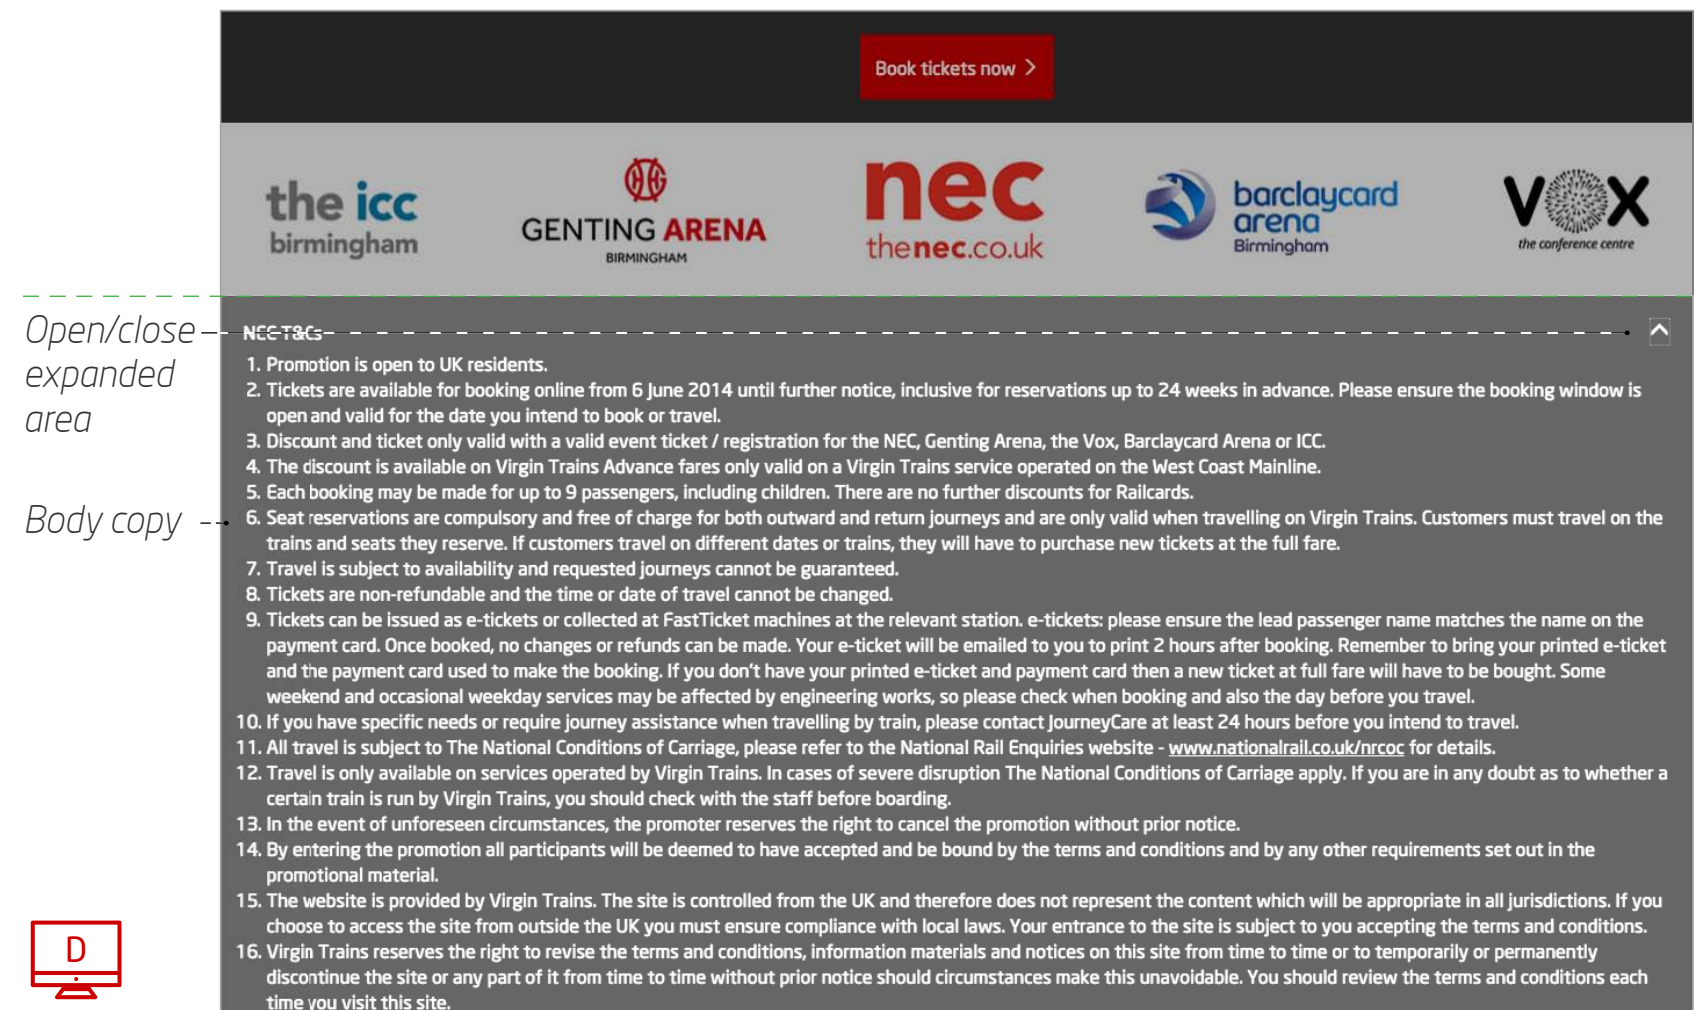 Book tickets now
the icc
birmingham
GENTING ARENA
BIRMINGHAM
nec
thenec.co.uk
barclaycard
arena
Birmingham
VOX
the conference centre
Open/close
expanded
area
NEC T&Cs
1. Promotion is open to UK residents.
2. Tickets are available for booking online from 6 June 2014 until further notice, inclusive for reservations up to 24 weeks in advance. Please ensure the booking window is
open and valid for the date you intend to book or travel.
3. Discount and ticket only valid with a valid event ticket / registration for the NEC, Genting Arena, the Vox, Barclaycard Arena or ICC.
4. The discount is available on Virgin Trains Advance fares only valid on a Virgin Trains service operated on the West Coast Mainline.
5. Each booking may be made for up to 9 passengers, including children. There are no further discounts for Railcards.
Body copy
6. Seat reservations are compulsory and free of charge for both outward and return journeys and are only valid when travelling on Virgin Trains. Customers must travel on the
trains and seats they reserve. If customers travel on different dates or trains, they will have to purchase new tickets at the full fare.
7. Travel is subject to availability and requested journeys cannot be guaranteed.
8. Tickets are non-refundable and the time or date of travel cannot be changed.
9. Tickets can be issued as e-tickets or collected at FastTicket machines at the relevant station. e-tickets: please ensure the lead passenger name matches the name on the
payment card. Once booked, no changes or refunds can be made. Your e-ticket will be emailed to you to print 2 hours after booking. Remember to bring your printed e-ticket
and the payment card used to make the booking. If you don't have your printed e-ticket and payment card then a new ticket at full fare will have to be bought. Some
weekend and occasional weekday services may be affected by engineering works, so please check when booking and also the day before you travel.
10. If you have specific needs or require journey assistance when travelling by train, please contact JourneyCare at least 24 hours before you intend to travel.
11. All travel is subject to The National Conditions of Carriage, please refer to the National Rail Enquiries website - www.nationalrail.co.uk/nrcoc for details.
12. Travel is only available on services operated by Virgin Trains. In cases of severe disruption The National Conditions of Carriage apply. If you are in any doubt as to whether a
certain train is run by Virgin Trains, you should check with the staff before boarding.
13. In the event of unforeseen circumstances, the promoter reserves the right to cancel the promotion without prior notice.
14. By entering the promotion all participants will be deemed to have accepted and be bound by the terms and conditions and by any other requirements set out in the
promotional material.
15. The website is provided by Virgin Trains. The site is controlled from the UK and therefore does not represent the content which will be appropriate in all jurisdictions. If you
choose to access the site from outside the UK you must ensure compliance with local laws. Your entrance to the site is subject to you accepting the terms and conditions.
16. Virgin Trains reserves the right to revise the terms and conditions, information materials and notices on this site from time to time or to temporarily or permanently
discontinue the site or any part of it from time to time without prior notice should circumstances make this unavoidable. You should review the terms and conditions each
time you visit this site.
D